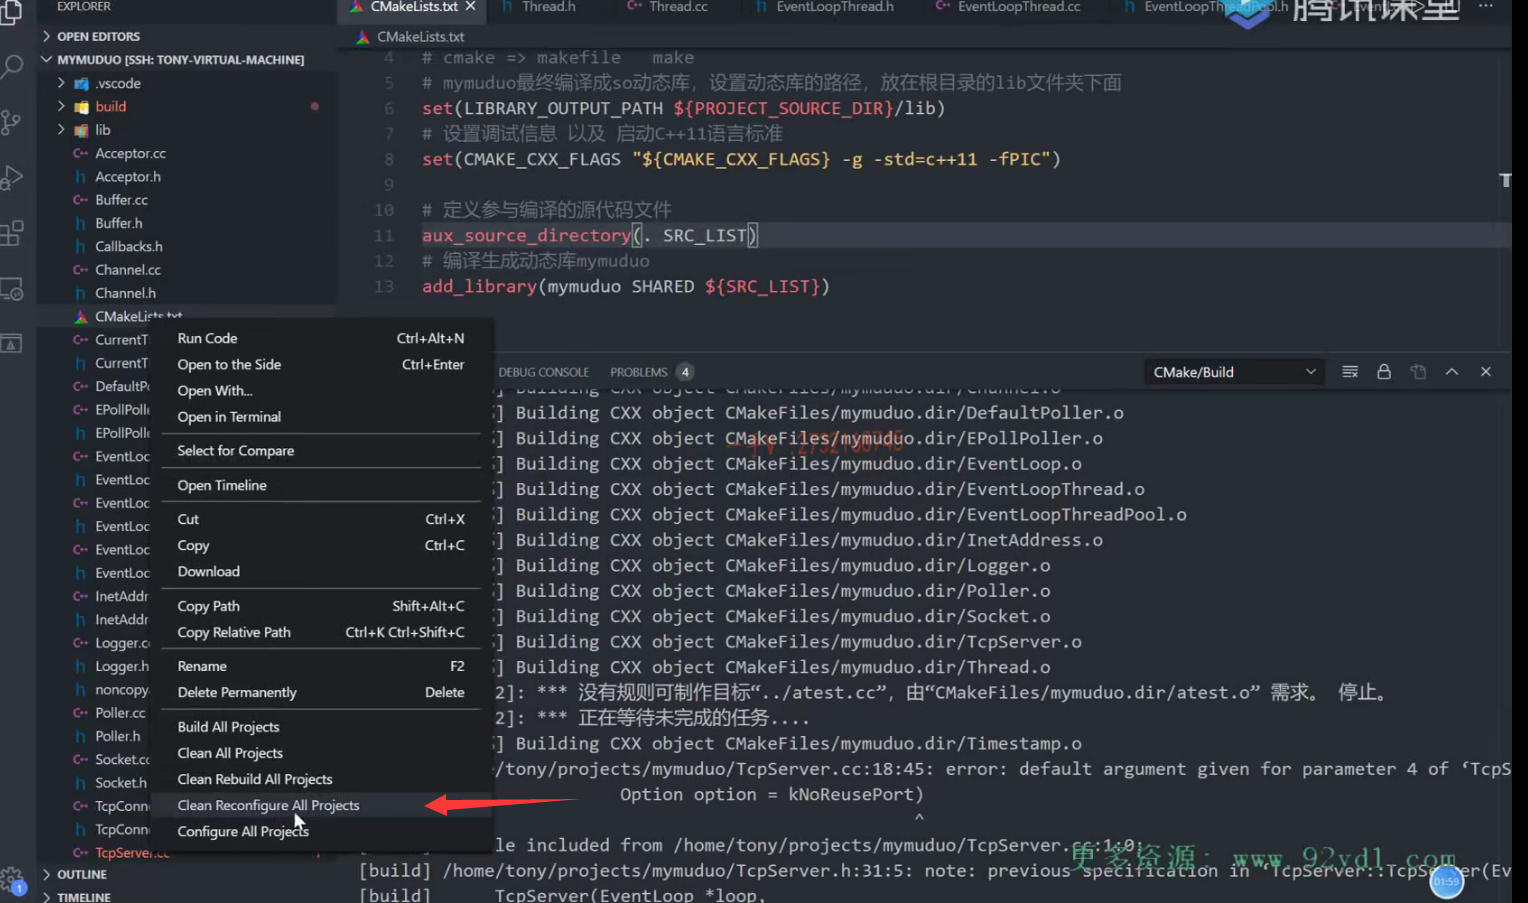 EXPLORER
OPEN EDITORS
MYMUDUO [SSH: TONY-VIRTUAL-MACHINE]
.vscode
build
lib
Acceptor.cc
Acceptor.h
Buffer.cc
Buffer.h
Callbacks.h
Channel.cc
Channel.h
CMakeLists.txt
CurrentT
CurrentT
DefaultPo
EPollPolle
EPollPolle
EventLoc
EventLoc
EventLoc
EventLoc
EventLoc
EventLoc
InetAddr
InetAddr
Logger.cc
Logger.h
noncopy
Poller.cc
Poller.h
Socket.cc
Socket.h
TcpConn
TcpConn
TcpServer.cc
OUTLINE
TIMELINE
1
CMakeLists.txt Thread.h Thread.cc EventLoopThread.h EventLoopThread.cc EventLoopThreadPool.h
腾讯课堂
CMakeLists.txt
4 # cmake => makefile make
5 # mymuduo最终编译成so动态库，设置动态库的路径，放在根目录的lib文件夹下面
6 set(LIBRARY_OUTPUT_PATH ${PROJECT_SOURCE_DIR}/lib)
7 # 设置调试信息 以及 启动C++11语言标准
8 set(CMAKE_CXX_FLAGS "${CMAKE_CXX_FLAGS} -g -std=c++11 -fPIC")
9
10 # 定义参与编译的源代码文件
11 aux_source_directory(. SRC_LIST)
12 # 编译生成动态库mymuduo
13 add_library(mymuduo SHARED ${SRC_LIST})
Run Code Ctrl+Alt+N
Open to the Side Ctrl+Enter
Open With...
Open in Terminal
Select for Compare
Open Timeline
Cut Ctrl+X
Copy Ctrl+C
Download
Copy Path Shift+Alt+C
Copy Relative Path Ctrl+K Ctrl+Shift+C
Rename F2
Delete Permanently Delete
Build All Projects
Clean All Projects
Clean Rebuild All Projects
Clean Reconfigure All Projects
Configure All Projects
DEBUG CONSOLE PROBLEMS 4 CMake/Build
] Building CXX object CMakeFiles/mymuduo.dir/Channel.o
] Building CXX object CMakeFiles/mymuduo.dir/DefaultPoller.o
] Building CXX object CMakeFiles/mymuduo.dir/EPollPoller.o
] Building CXX object CMakeFiles/mymuduo.dir/EventLoop.o
] Building CXX object CMakeFiles/mymuduo.dir/EventLoopThread.o
] Building CXX object CMakeFiles/mymuduo.dir/EventLoopThreadPool.o
] Building CXX object CMakeFiles/mymuduo.dir/InetAddress.o
] Building CXX object CMakeFiles/mymuduo.dir/Logger.o
] Building CXX object CMakeFiles/mymuduo.dir/Poller.o
] Building CXX object CMakeFiles/mymuduo.dir/Socket.o
] Building CXX object CMakeFiles/mymuduo.dir/TcpServer.o
] Building CXX object CMakeFiles/mymuduo.dir/Thread.o
2]: *** 没有规则可制作目标“../atest.cc”，由“CMakeFiles/mymuduo.dir/atest.o” 需求。 停止。
2]: *** 正在等待未完成的任务....
] Building CXX object CMakeFiles/mymuduo.dir/Timestamp.o
/tony/projects/mymuduo/TcpServer.cc:18:45: error: default argument given for parameter 4 of ‘TcpS
Option option = kNoReusePort)
^
le included from /home/tony/projects/mymuduo/TcpServer.cc:1:0:
[build] /home/tony/projects/mymuduo/TcpServer.h:31:5: note: previous specification in ‘TcpServer::TcpServer(Ev
[build] TcpServer(EventLoop *loop,
更多资源: www.92yd1.com
01:59